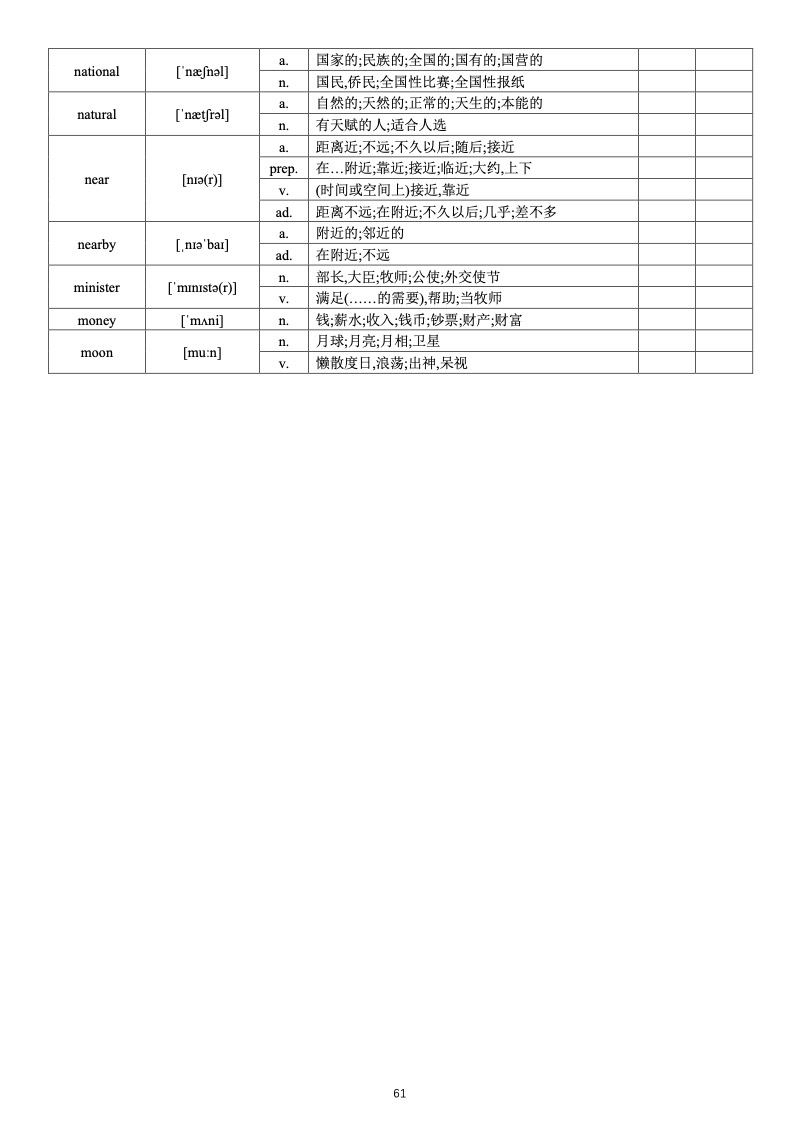 national [ˈnæʃnəl] a. 国家的;民族的;全国的;国有的;国营的
n. 国民,侨民;全国性比赛;全国性报纸
natural [ˈnætʃrəl] a. 自然的;天然的;正常的;天生的;本能的
n. 有天赋的人;适合人选
near [nɪə(r)] a. 距离近;不远;不久以后;随后;接近
prep. 在…附近;靠近;接近;临近;大约,上下
v. (时间或空间上)接近,靠近
ad. 距离不远;在附近;不久以后;几乎;差不多
nearby [ˌnɪəˈbaɪ] a. 附近的;邻近的
ad. 在附近;不远
minister [ˈmɪnɪstə(r)] n. 部长,大臣;牧师;公使;外交使节
v. 满足(……的需要),帮助;当牧师
money [ˈmʌni] n. 钱;薪水;收入;钱币;钞票;财产;财富
moon [muːn] n. 月球;月亮;月相;卫星
v. 懒散度日,浪荡;出神,呆视
61